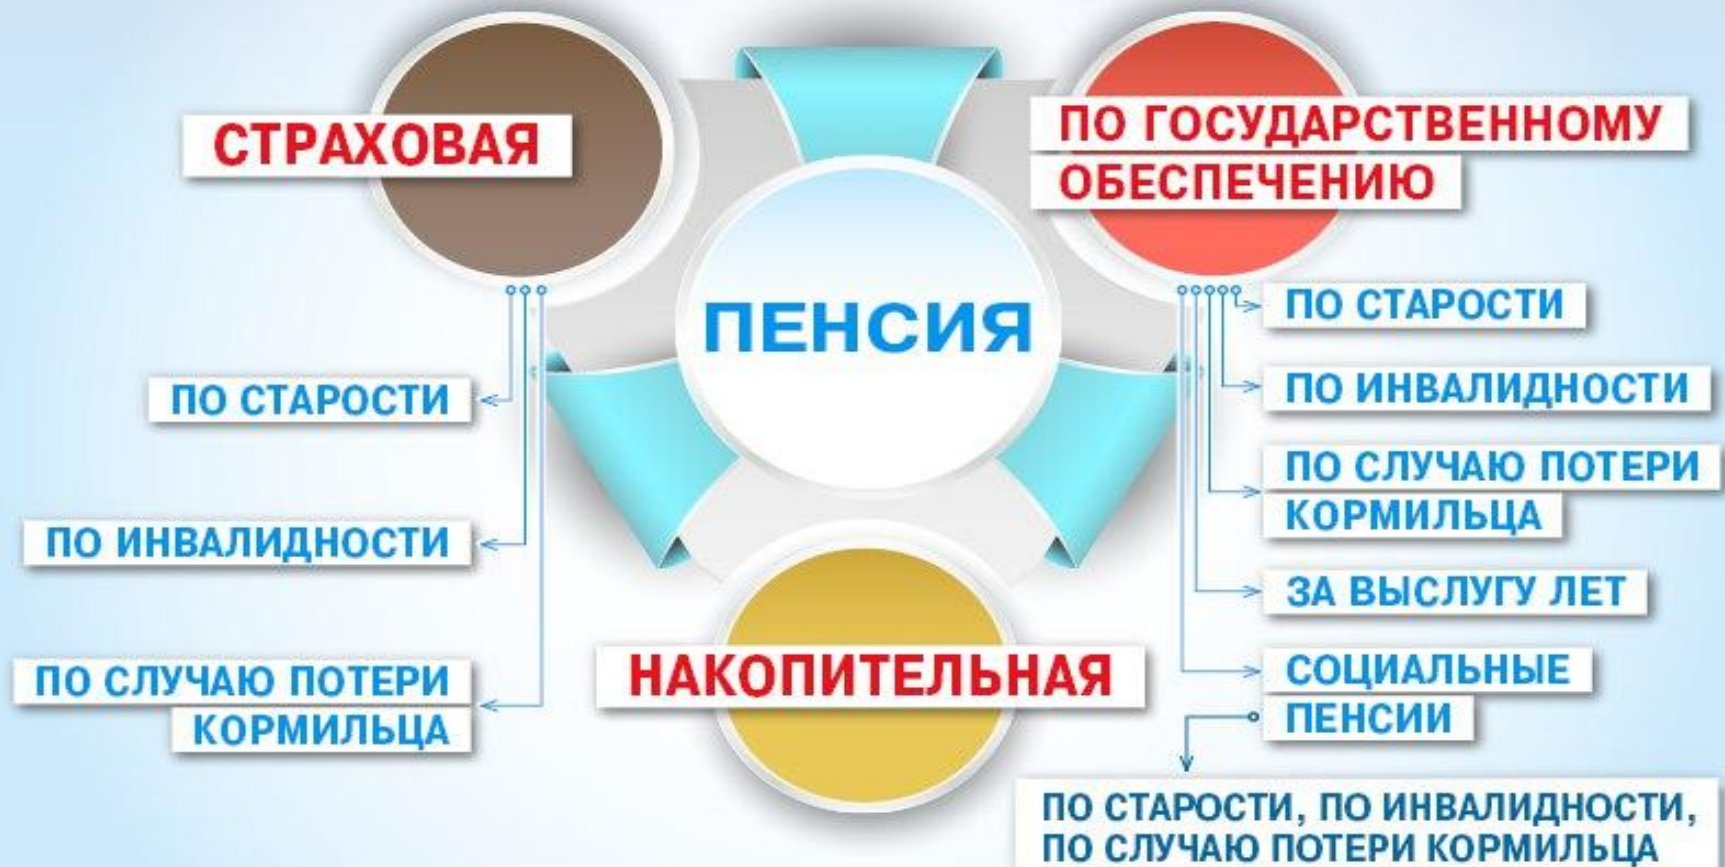 СТРАХОВАЯ
ПО СТАРОСТИ
ПО ИНВАЛИДНОСТИ
ПО СЛУЧАЮ ПОТЕРИ
КОРМИЛЬЦА
ПЕНСИЯ
НАКОПИТЕЛЬНАЯ
ПО ГОСУДАРСТВЕННОМУ
ОБЕСПЕЧЕНИЮ
ПО СТАРОСТИ
ПО ИНВАЛИДНОСТИ
ПО СЛУЧАЮ ПОТЕРИ
КОРМИЛЬЦА
ЗА ВЫСЛУГУ ЛЕТ
СОЦИАЛЬНЫЕ
ПЕНСИИ
ПО СТАРОСТИ, ПО ИНВАЛИДНОСТИ,
ПО СЛУЧАЮ ПОТЕРИ КОРМИЛЬЦА